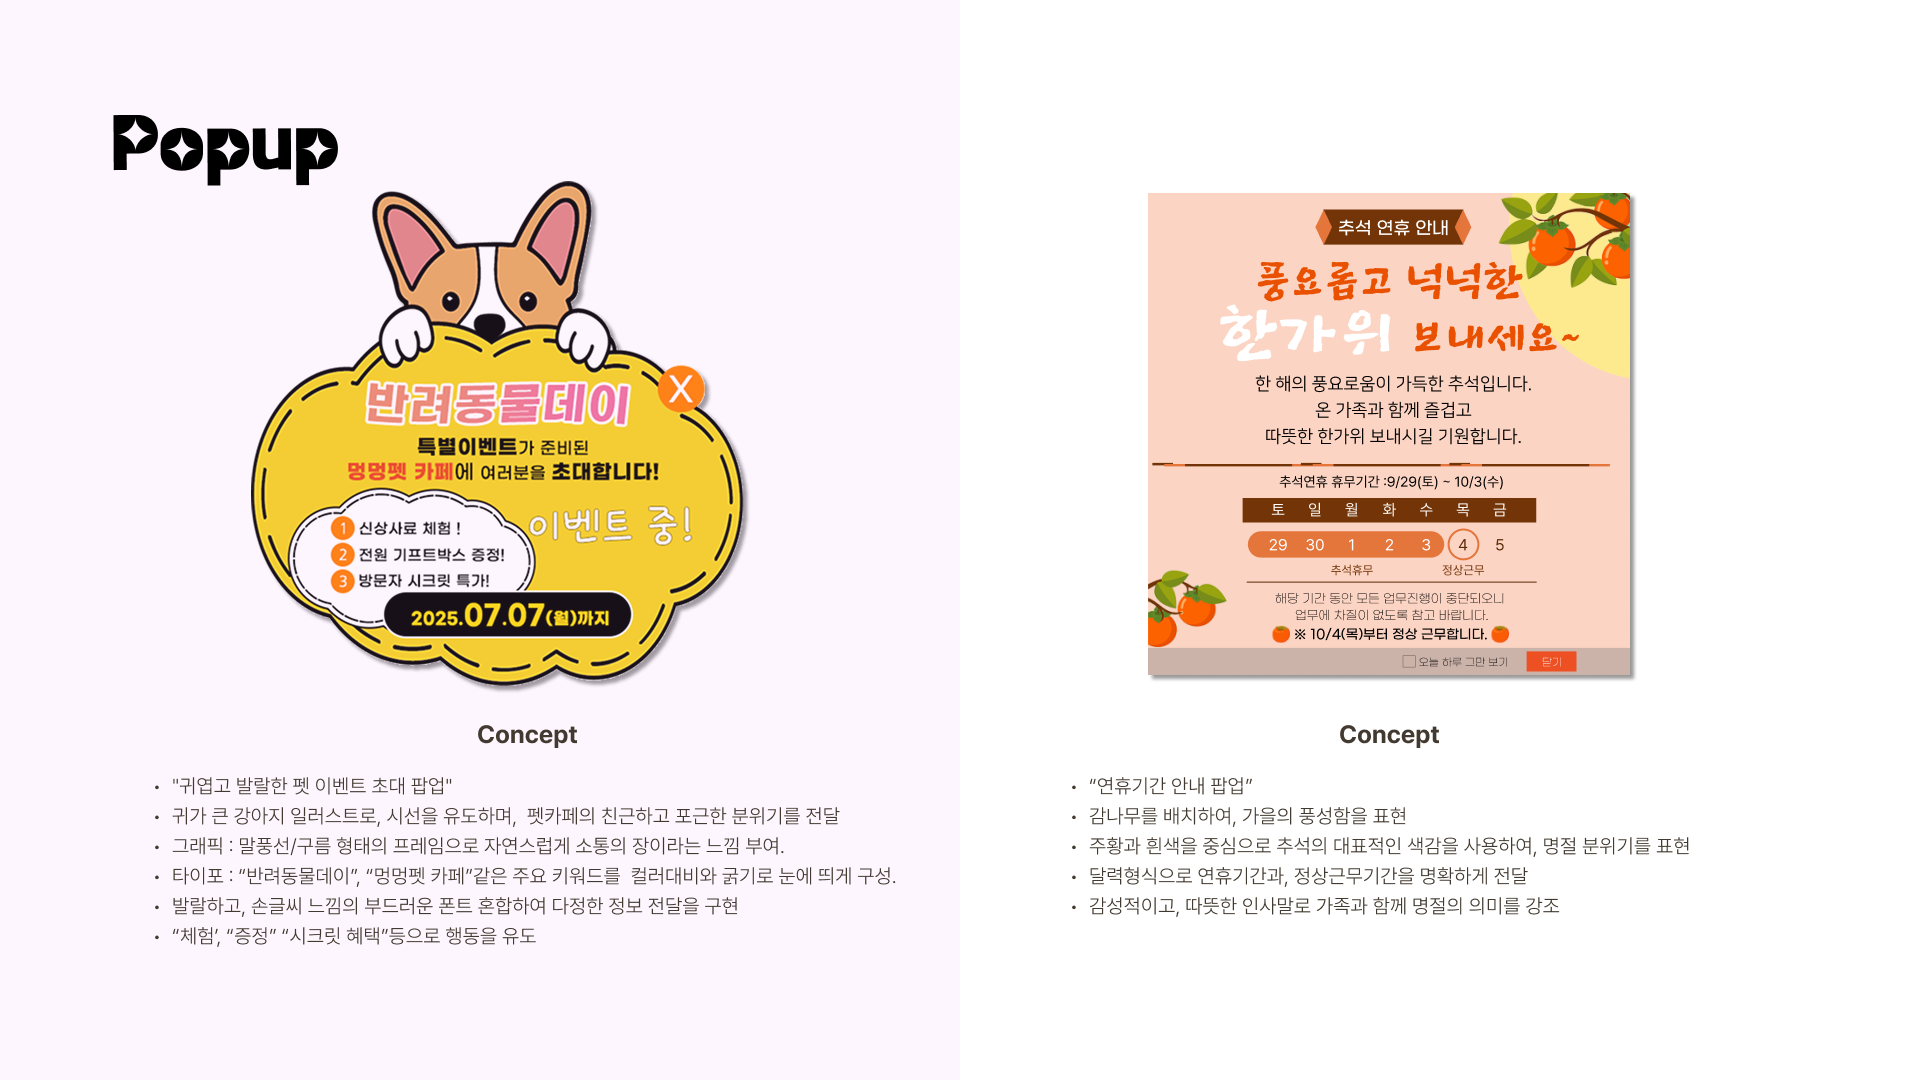 Popup
반려동물데이
X
특별이벤트가 준비된
멍멍펫 카페에 여러분을 초대합니다!
1 신상사료 체험 !
2 전원 기프트박스 증정!
3 방문자 시크릿 특가!
이벤트 중!
2025.07.07(월)까지
Concept
• "귀엽고 발랄한 펫 이벤트 초대 팝업"
• 귀가 큰 강아지 일러스트로, 시선을 유도하며,  펫카페의 친근하고 포근한 분위기를 전달
• 그래픽 : 말풍선/구름 형태의 프레임으로 자연스럽게 소통의 장이라는 느낌 부여.
• 타이포 : “반려동물데이”, “멍멍펫 카페”같은 주요 키워드를  컬러대비와 굵기로 눈에 띄게 구성.
• 발랄하고, 손글씨 느낌의 부드러운 폰트 혼합하여 다정한 정보 전달을 구현
• “체험’, “증정” “시크릿 혜택”등으로 행동을 유도
추석 연휴 안내
풍요롭고 넉넉한
한가위 보내세요~
한 해의 풍요로움이 가득한 추석입니다.
온 가족과 함께 즐겁고
따뜻한 한가위 보내시길 기원합니다.
추석연휴 휴무기간 :9/29(토) ~ 10/3(수)
토 일 월 화 수 목 금
29 30 1 2 3 4 5
추석휴무 정상근무
해당 기간 동안 모든 업무진행이 중단되오니
업무에 차질이 없도록 참고 바랍니다.
※ 10/4(목)부터 정상 근무합니다.
오늘 하루 그만 보기 닫기
Concept
• “연휴기간 안내 팝업”
• 감나무를 배치하여, 가을의 풍성함을 표현
• 주황과 흰색을 중심으로 추석의 대표적인 색감을 사용하여, 명절 분위기를 표현
• 달력형식으로 연휴기간과, 정상근무기간을 명확하게 전달
• 감성적이고, 따뜻한 인사말로 가족과 함께 명절의 의미를 강조